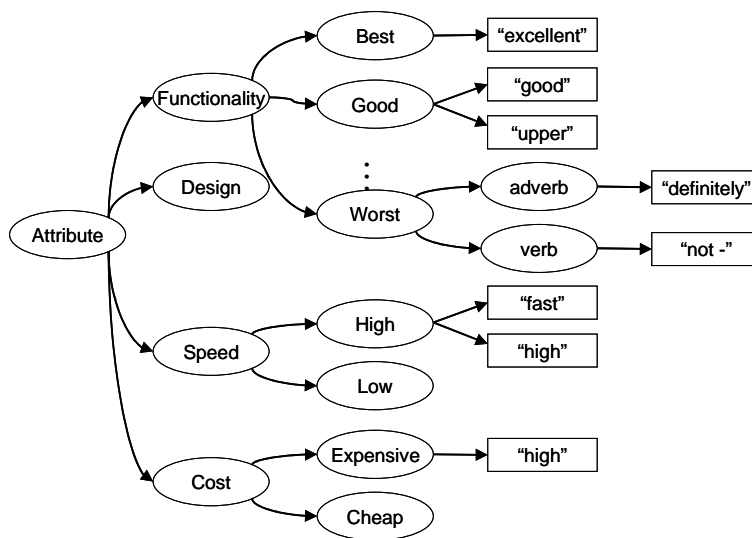 Best
“excellent”
Functionality
Good
“good”
“upper”
Design
Worst
adverb
“definitely”
Attribute
verb
“not -”
Speed
High
“fast”
“high”
Low
Cost
Expensive
“high”
Cheap